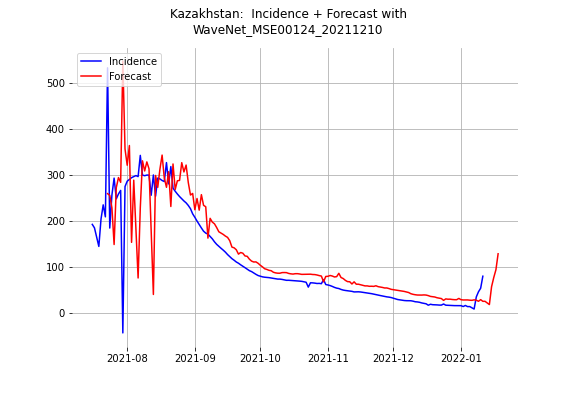 Kazakhstan:  Incidence + Forecast with
WaveNet_MSE00124_20211210
Incidence
Forecast
500
400
300
200
100
0
2021-08 2021-09 2021-10 2021-11 2021-12 2022-01